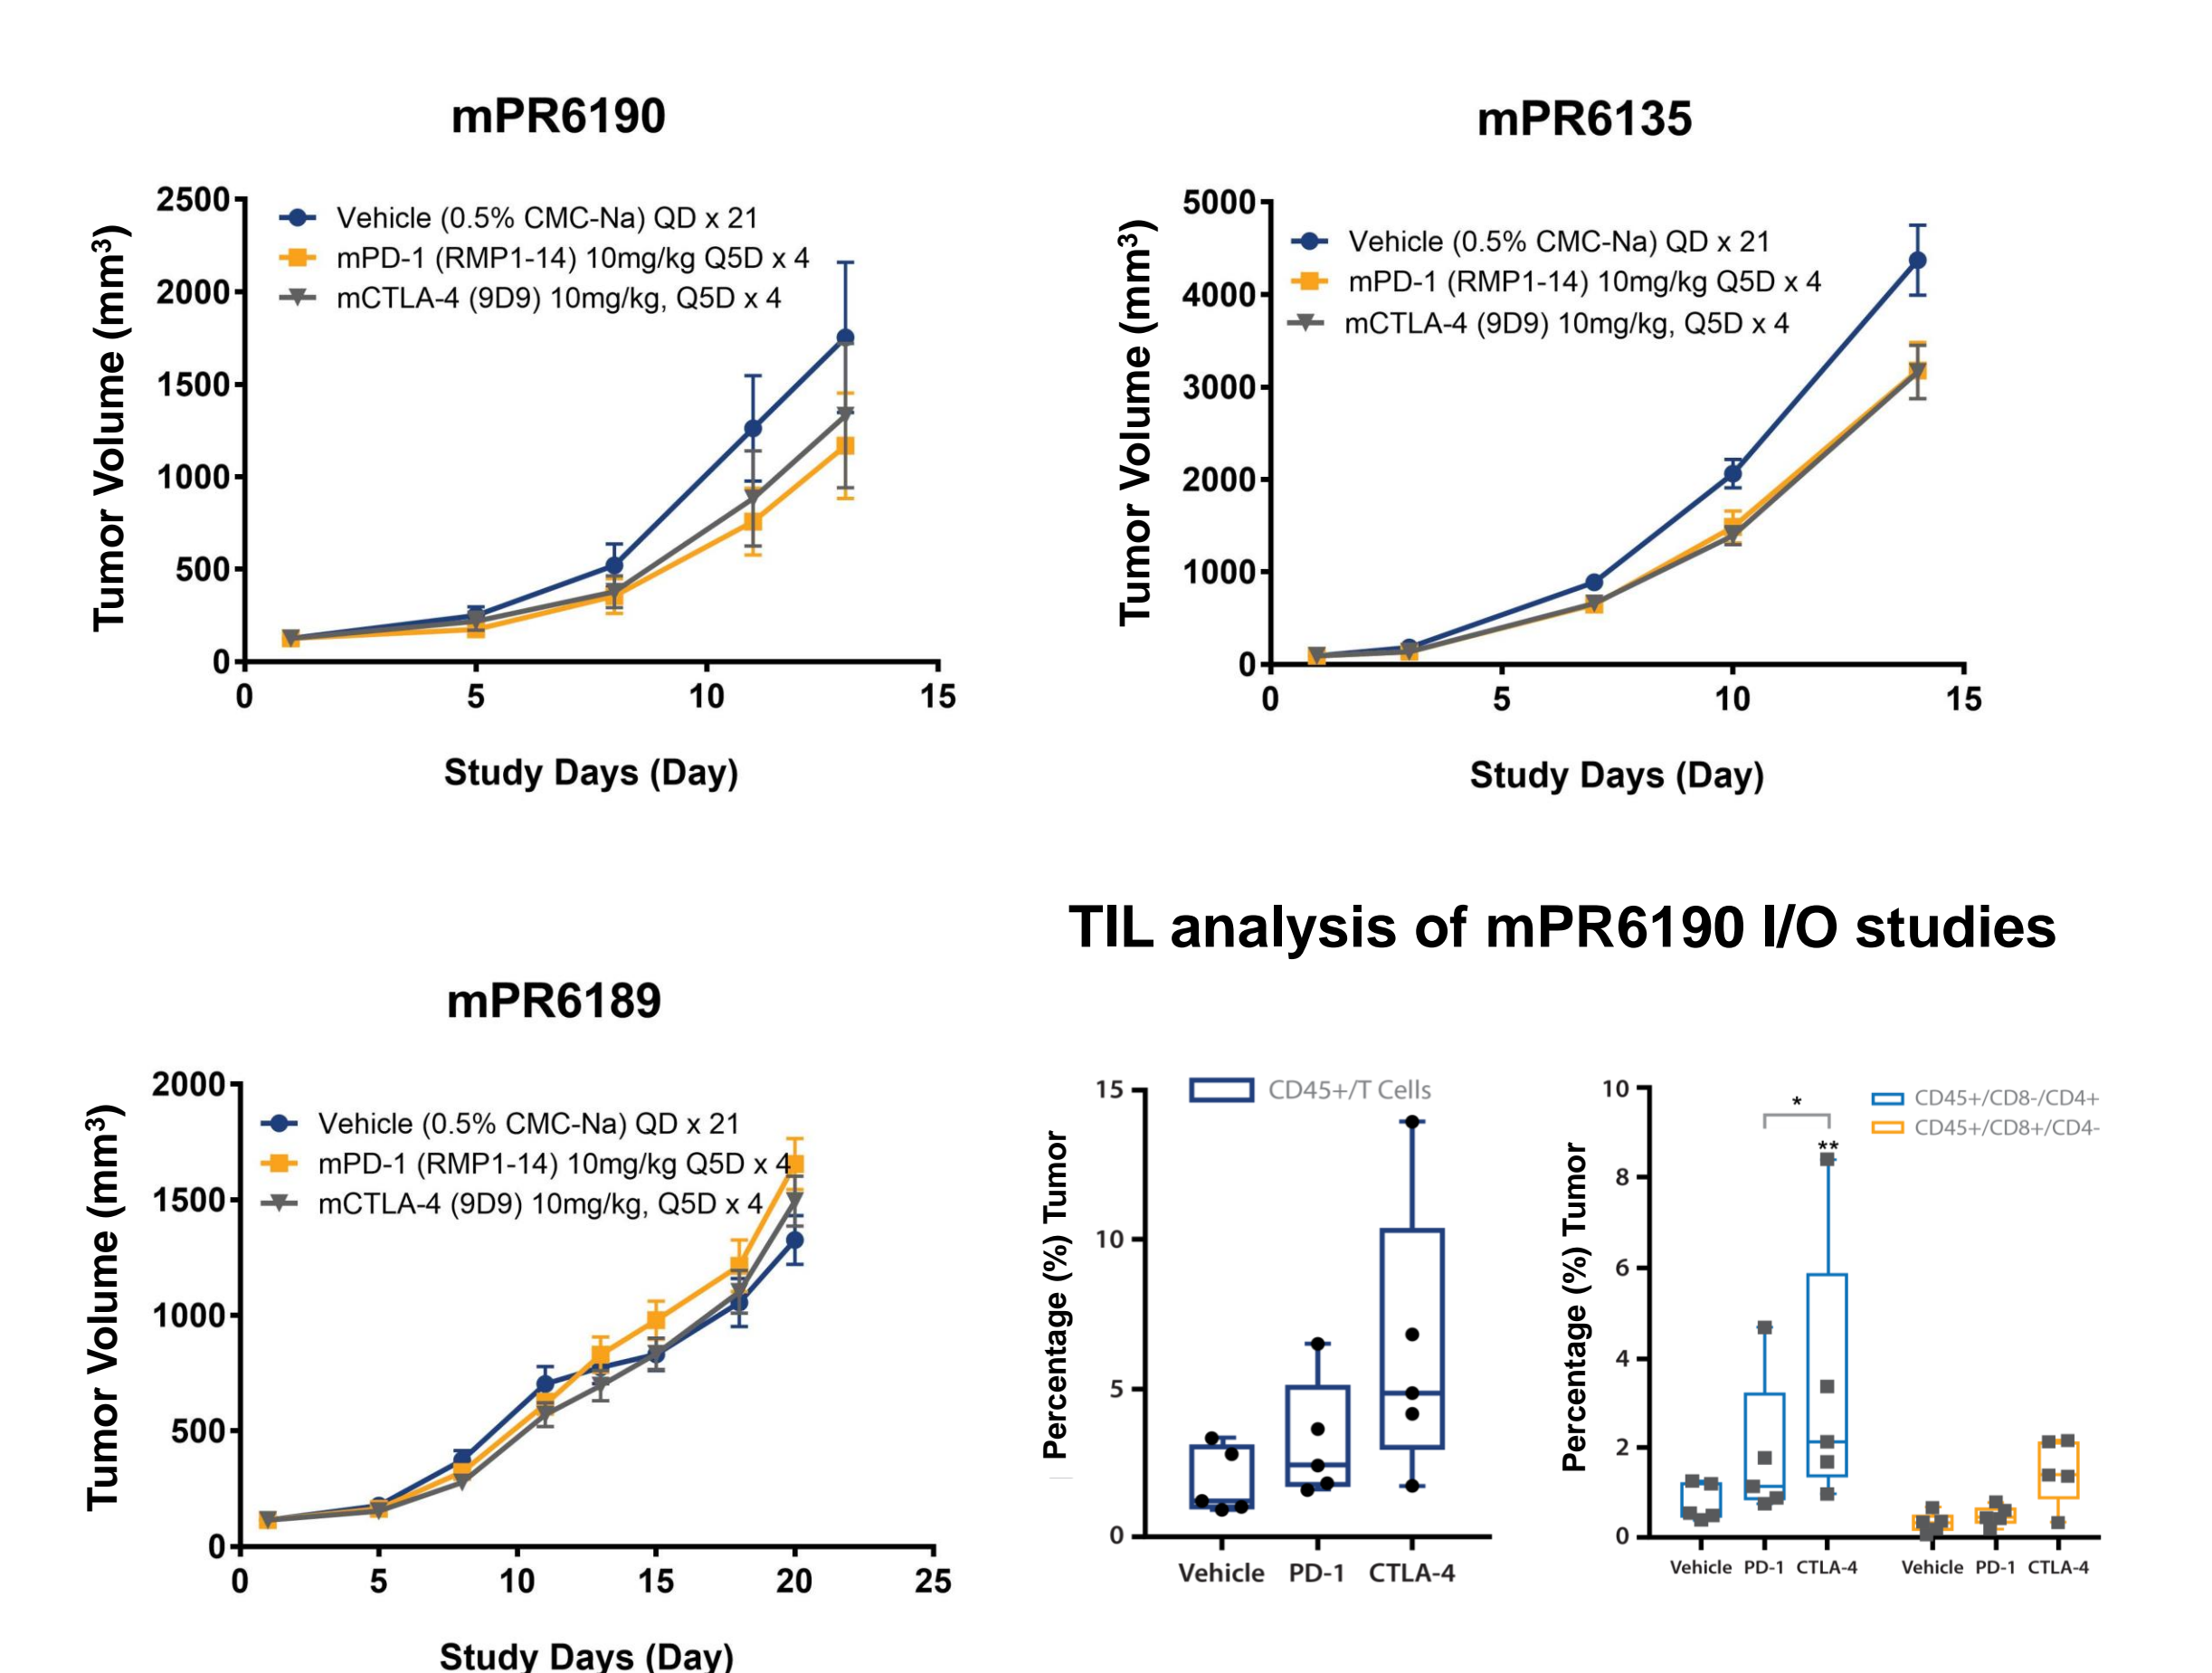 mPR6190
Tumor Volume (mm³)
2500
2000
1500
1000
500
0
Vehicle (0.5% CMC-Na) QD x 21
mPD-1 (RMP1-14) 10mg/kg Q5D x 4
mCTLA-4 (9D9) 10mg/kg, Q5D x 4
0 5 10 15
Study Days (Day)
mPR6135
Tumor Volume (mm³)
5000
4000
3000
2000
1000
0
Vehicle (0.5% CMC-Na) QD x 21
mPD-1 (RMP1-14) 10mg/kg Q5D x 4
mCTLA-4 (9D9) 10mg/kg, Q5D x 4
0 5 10 15
Study Days (Day)
mPR6189
Tumor Volume (mm³)
2000
1500
1000
500
0
Vehicle (0.5% CMC-Na) QD x 21
mPD-1 (RMP1-14) 10mg/kg Q5D x 4
mCTLA-4 (9D9) 10mg/kg, Q5D x 4
0 5 10 15 20 25
Study Days (Day)
TIL analysis of mPR6190 I/O studies
Percentage (%) Tumor
15
10
5
0
CD45+/T Cells
Vehicle PD-1 CTLA-4
Percentage (%) Tumor
10
8
6
4
2
0
CD45+/CD8-/CD4+
CD45+/CD8+/CD4-
*
**
Vehicle PD-1 CTLA-4 Vehicle PD-1 CTLA-4